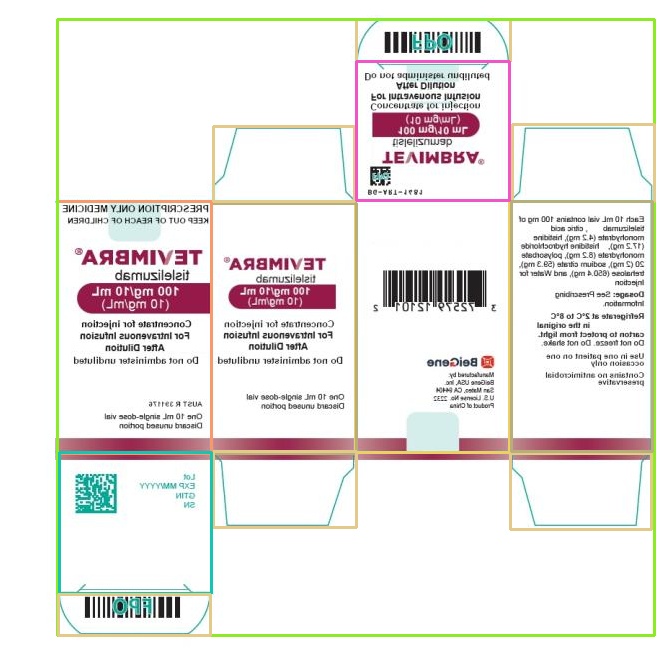 FPO
TEVIMBRA®
tislelizumab
100 mg/10 mL
(10 mg/mL)
Concentrate for injection
For Intravenous Infusion
After Dilution
Do not administer undiluted
BG-ART-1681
PRESCRIPTION ONLY MEDICINE
KEEP OUT OF REACH OF CHILDREN
TEVIMBRA®
tislelizumab
100 mg/10 mL
(10 mg/mL)
Concentrate for injection
For Intravenous Infusion
After Dilution
Do not administer undiluted
AUST R 391176
One 10 mL single-dose vial
Discard unused portion
TEVIMBRA®
tislelizumab
100 mg/10 mL
(10 mg/mL)
Concentrate for injection
For Intravenous Infusion
After Dilution
Do not administer undiluted
One 10 mL single-dose vial
Discard unused portion
3 72579 12101 2
BeiGene
Manufactured by:
BeiGene USA, Inc.
San Mateo, CA 94404
U.S. License No. 2232
Product of China
Each 10 mL vial contains 100 mg of
tislelizumab, citric acid
monohydrate (4.2 mg), histidine
(17.2 mg), histidine hydrochloride
monohydrate (8.2 mg), polysorbate
20 (2 mg), sodium citrate (59.3 mg),
trehalose (650.4 mg), and Water for
Injection
Dosage: See Prescribing
Information.
Refrigerate at 2°C to 8°C
in the original
carton to protect from light.
Do not freeze. Do not shake.
Use in one patient on one
occasion only
Contains no antimicrobial
preservative
Lot
EXP MM/YYYY
GTIN
SN
FPO